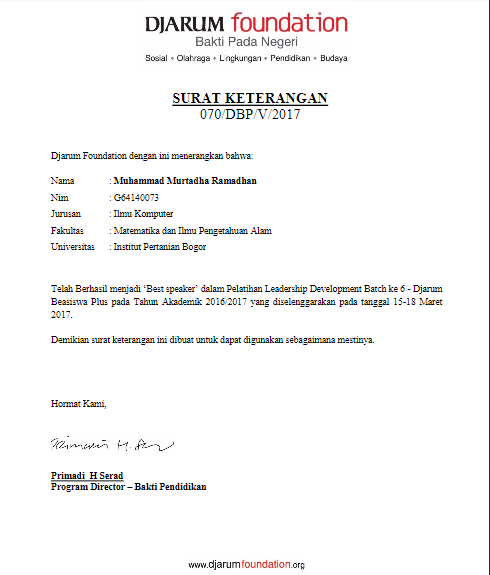 DJARUM foundation
Bakti Pada Negeri
Sosial • Olahraga • Lingkungan • Pendidikan • Budaya
SURAT KETERANGAN
070/DBP/V/2017
Djarum Foundation dengan ini menerangkan bahwa:
Nama : Muhammad Murtadha Ramadhan
Nim : G64140073
Jurusan : Ilmu Komputer
Fakultas : Matematika dan Ilmu Pengetahuan Alam
Universitas : Institut Pertanian Bogor
Telah Berhasil menjadi ‘Best speaker’ dalam Pelatihan Leadership Development Batch ke 6 - Djarum
Beasiswa Plus pada Tahun Akademik 2016/2017 yang diselenggarakan pada tanggal 15-18 Maret
2017.
Demikian surat keterangan ini dibuat untuk dapat digunakan sebagaimana mestinya.
Hormat Kami,
Primadi H Serad
Program Director – Bakti Pendidikan
www.djarumfoundation.org